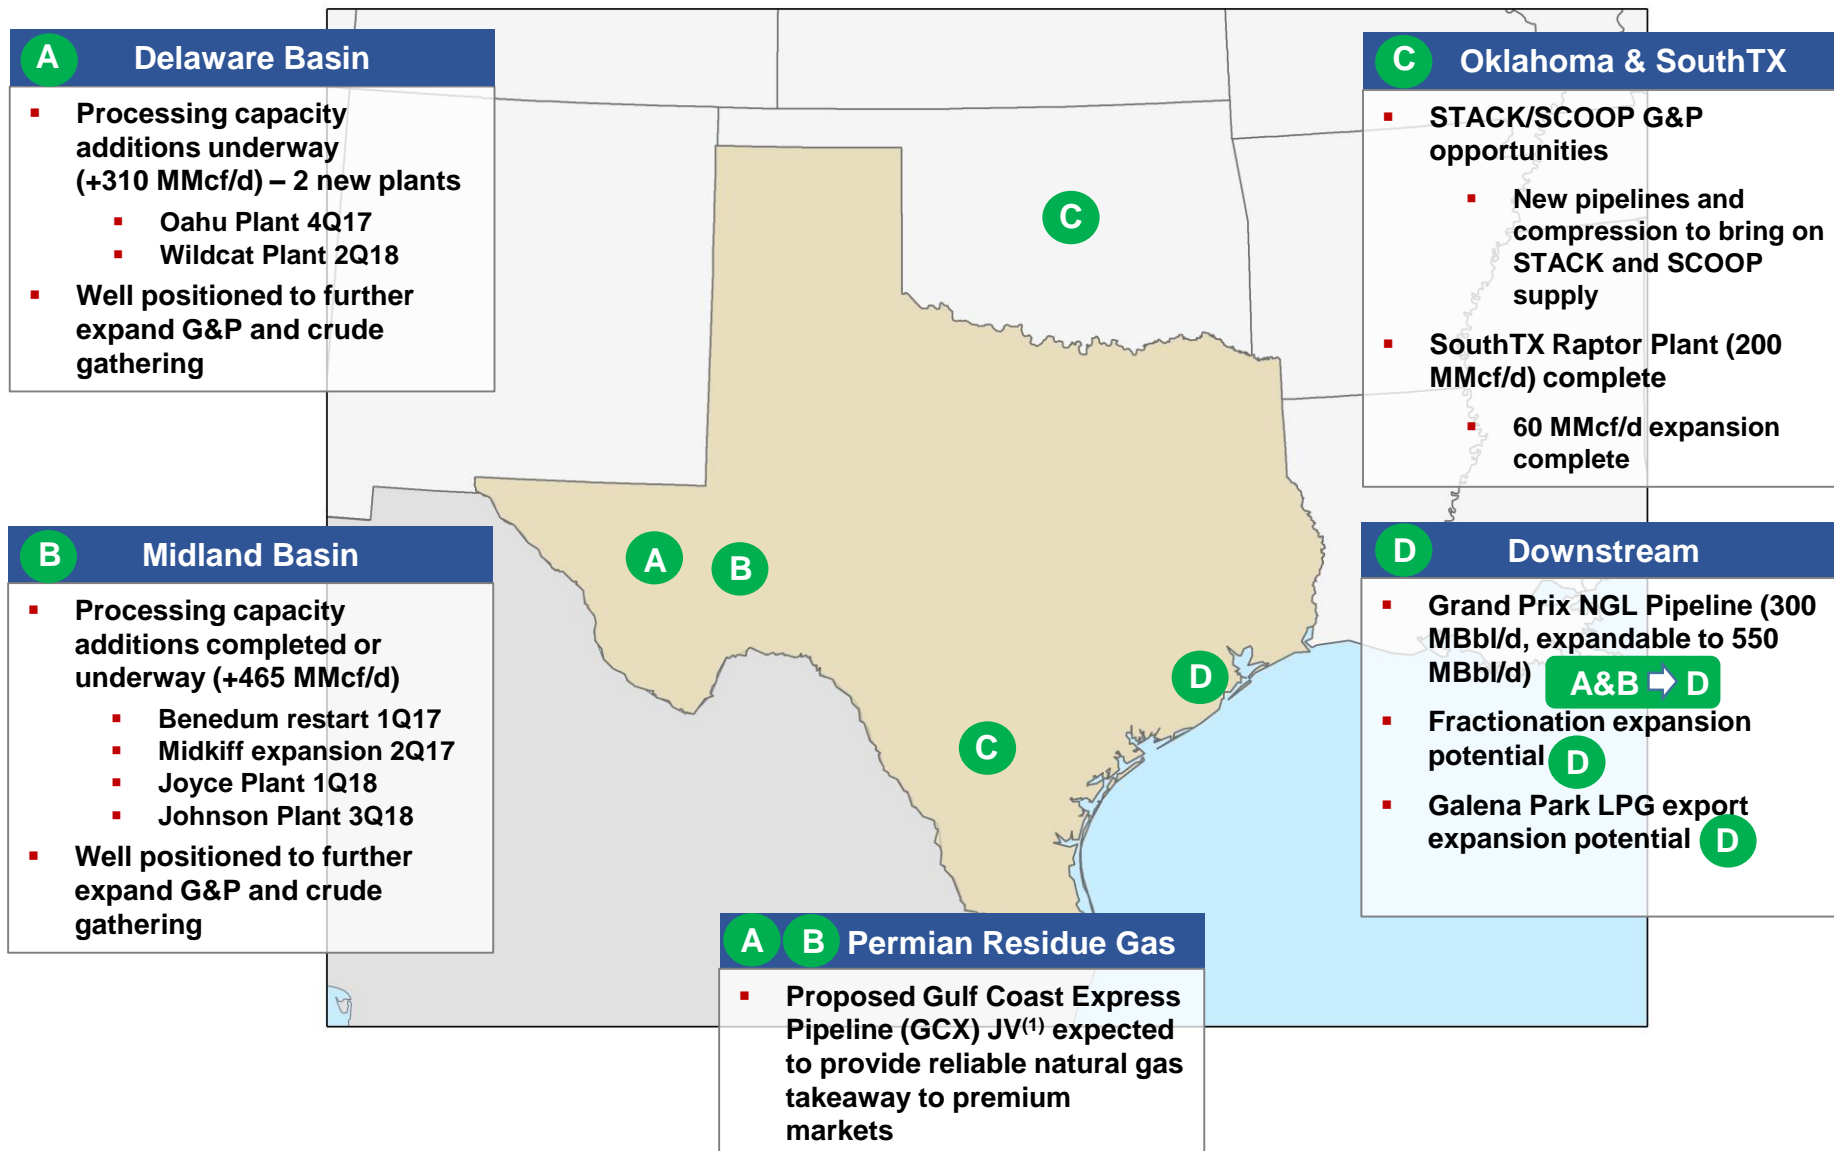 A Delaware Basin
▪ Processing capacity
additions underway
(+310 MMcf/d) – 2 new plants
▪ Oahu Plant 4Q17
▪ Wildcat Plant 2Q18
▪ Well positioned to further
expand G&P and crude
gathering
B Midland Basin
▪ Processing capacity
additions completed or
underway (+465 MMcf/d)
▪ Benedum restart 1Q17
▪ Midkiff expansion 2Q17
▪ Joyce Plant 1Q18
▪ Johnson Plant 3Q18
▪ Well positioned to further
expand G&P and crude
gathering
C
A
B
D
C
A B Permian Residue Gas
▪ Proposed Gulf Coast Express
Pipeline (GCX) JV(1) expected
to provide reliable natural gas
takeaway to premium
markets
C Oklahoma & SouthTX
▪ STACK/SCOOP G&P
opportunities
▪ New pipelines and
compression to bring on
STACK and SCOOP
supply
▪ SouthTX Raptor Plant (200
MMcf/d) complete
▪ 60 MMcf/d expansion
complete
D Downstream
▪ Grand Prix NGL Pipeline (300
MBbl/d, expandable to 550
MBbl/d) A&B ⇨ D
▪ Fractionation expansion
potential D
▪ Galena Park LPG export
expansion potential D